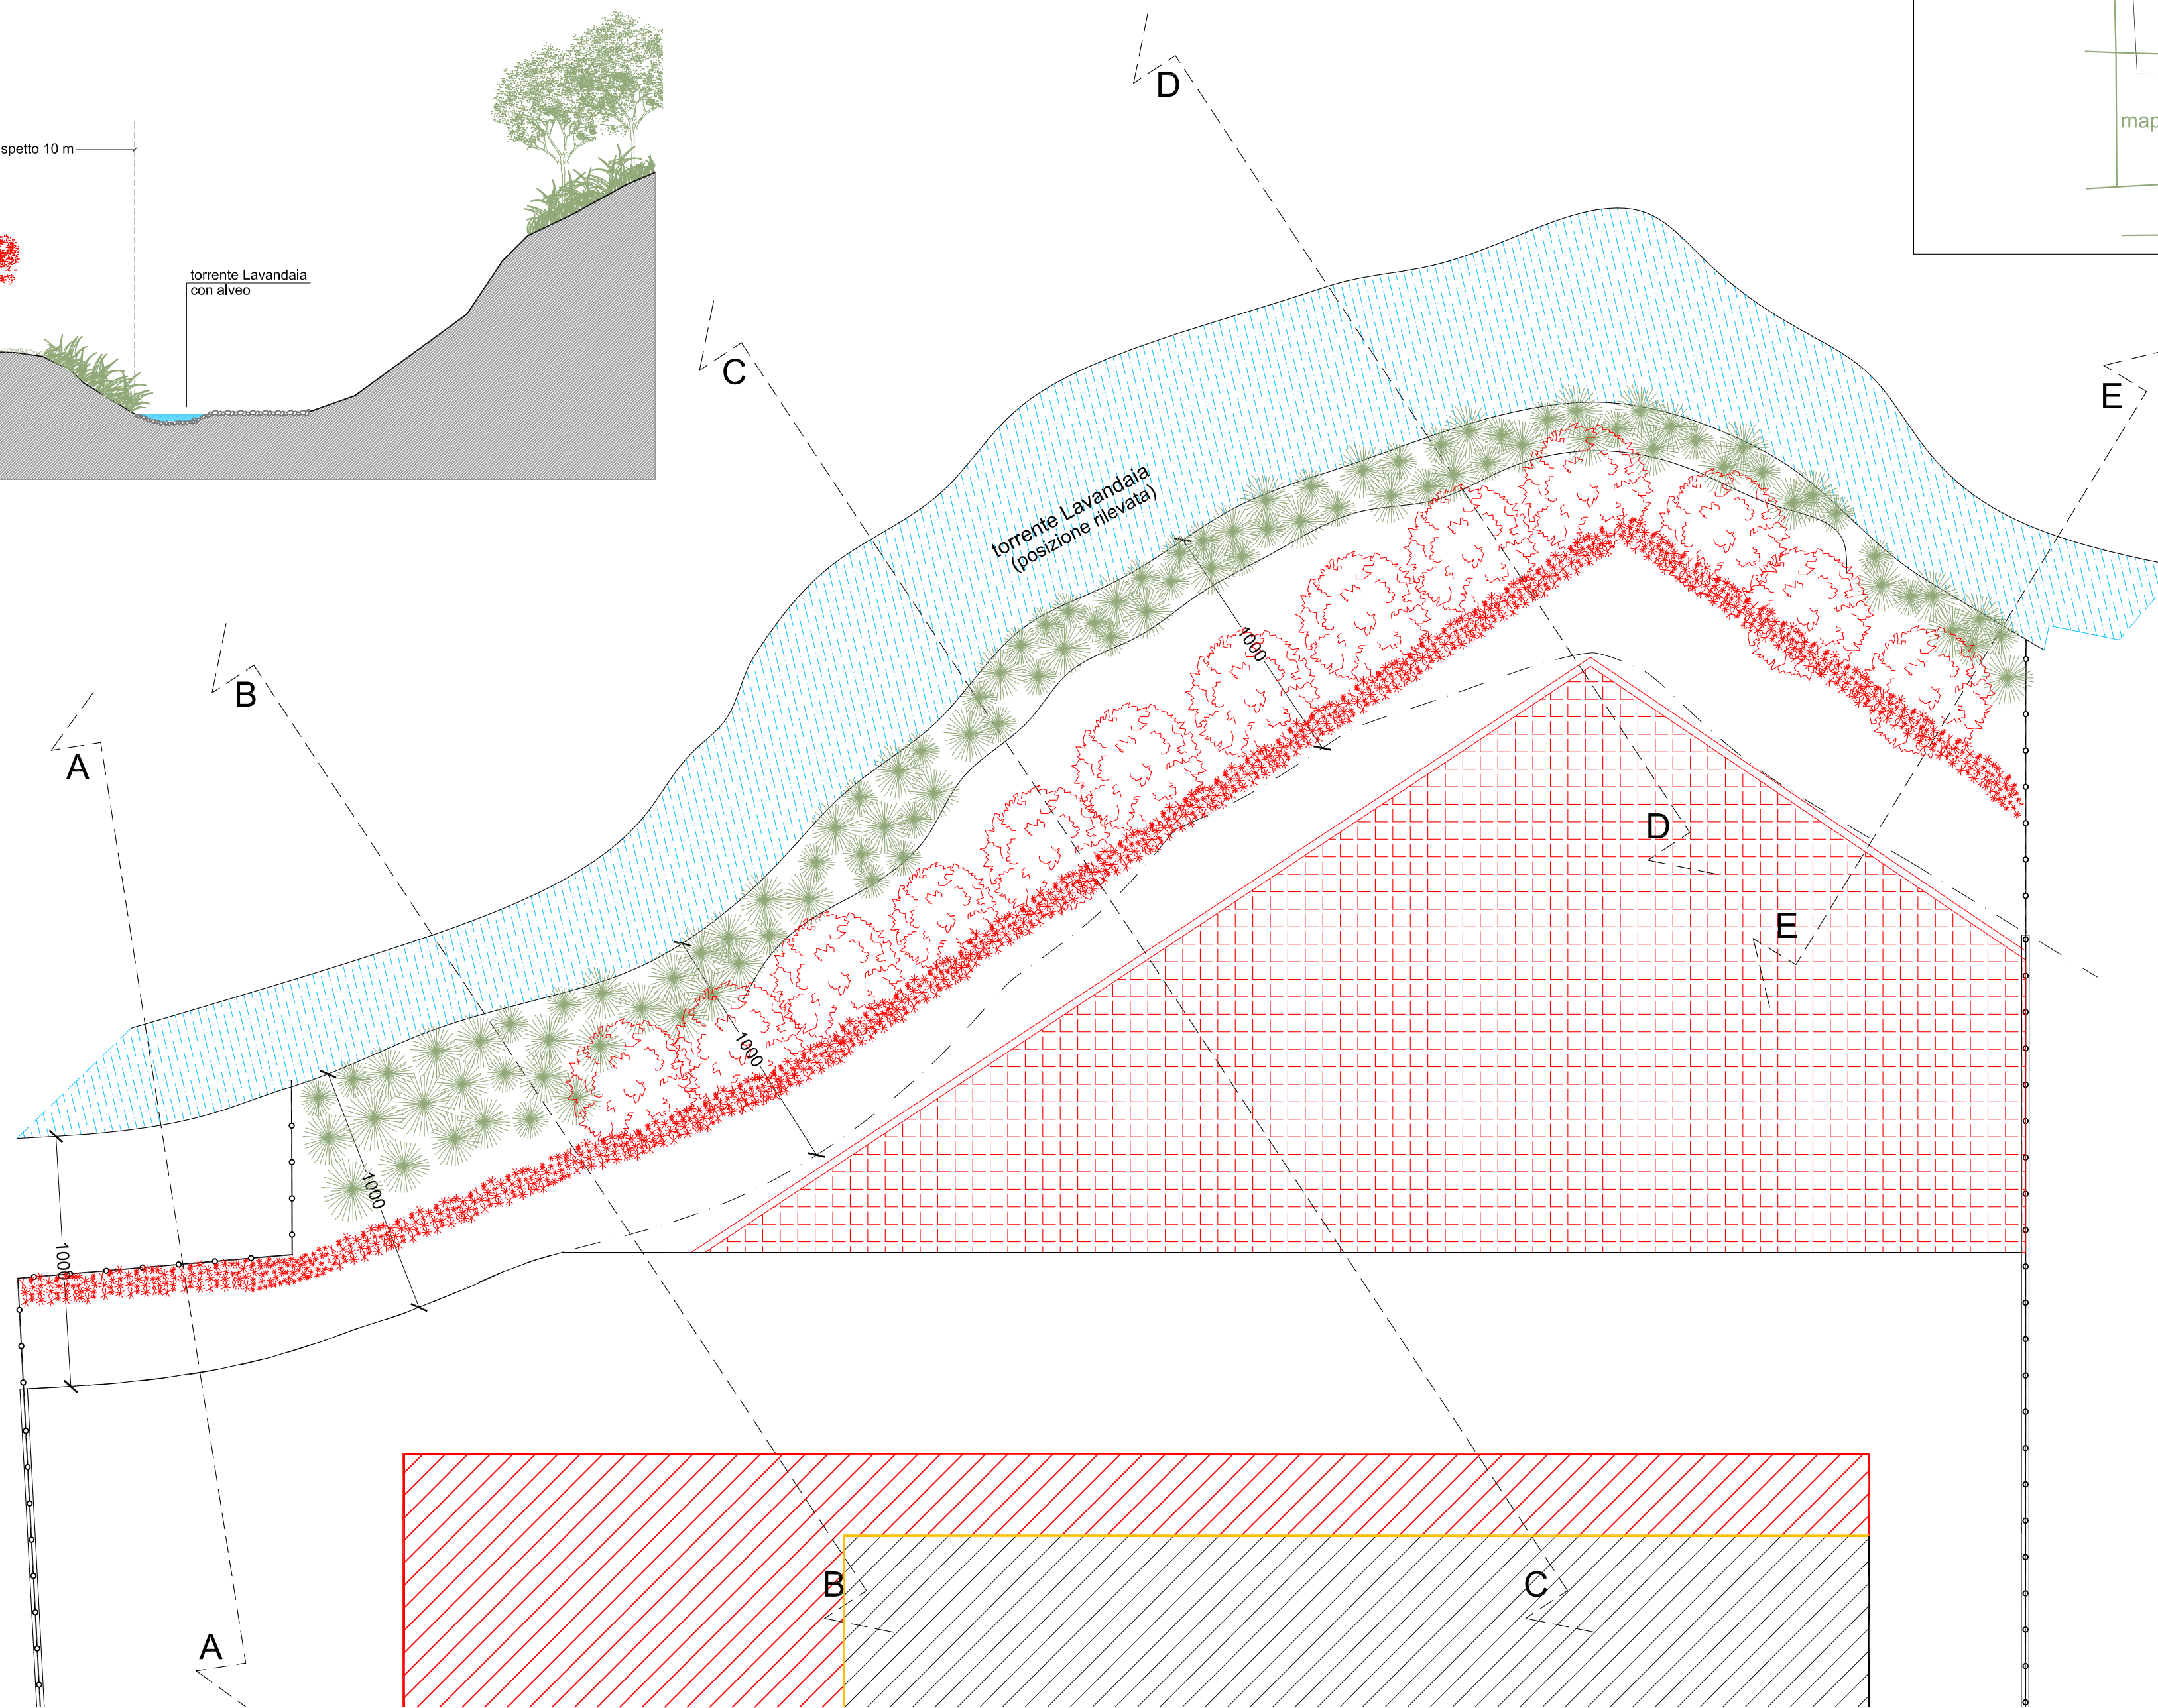 spetto 10 m
torrente Lavandaia
con alveo
map
D
C
E
B
A
torrente Lavandaia
(posizione rilevata)
1000
D
E
1000
1000
1000
B
C
A